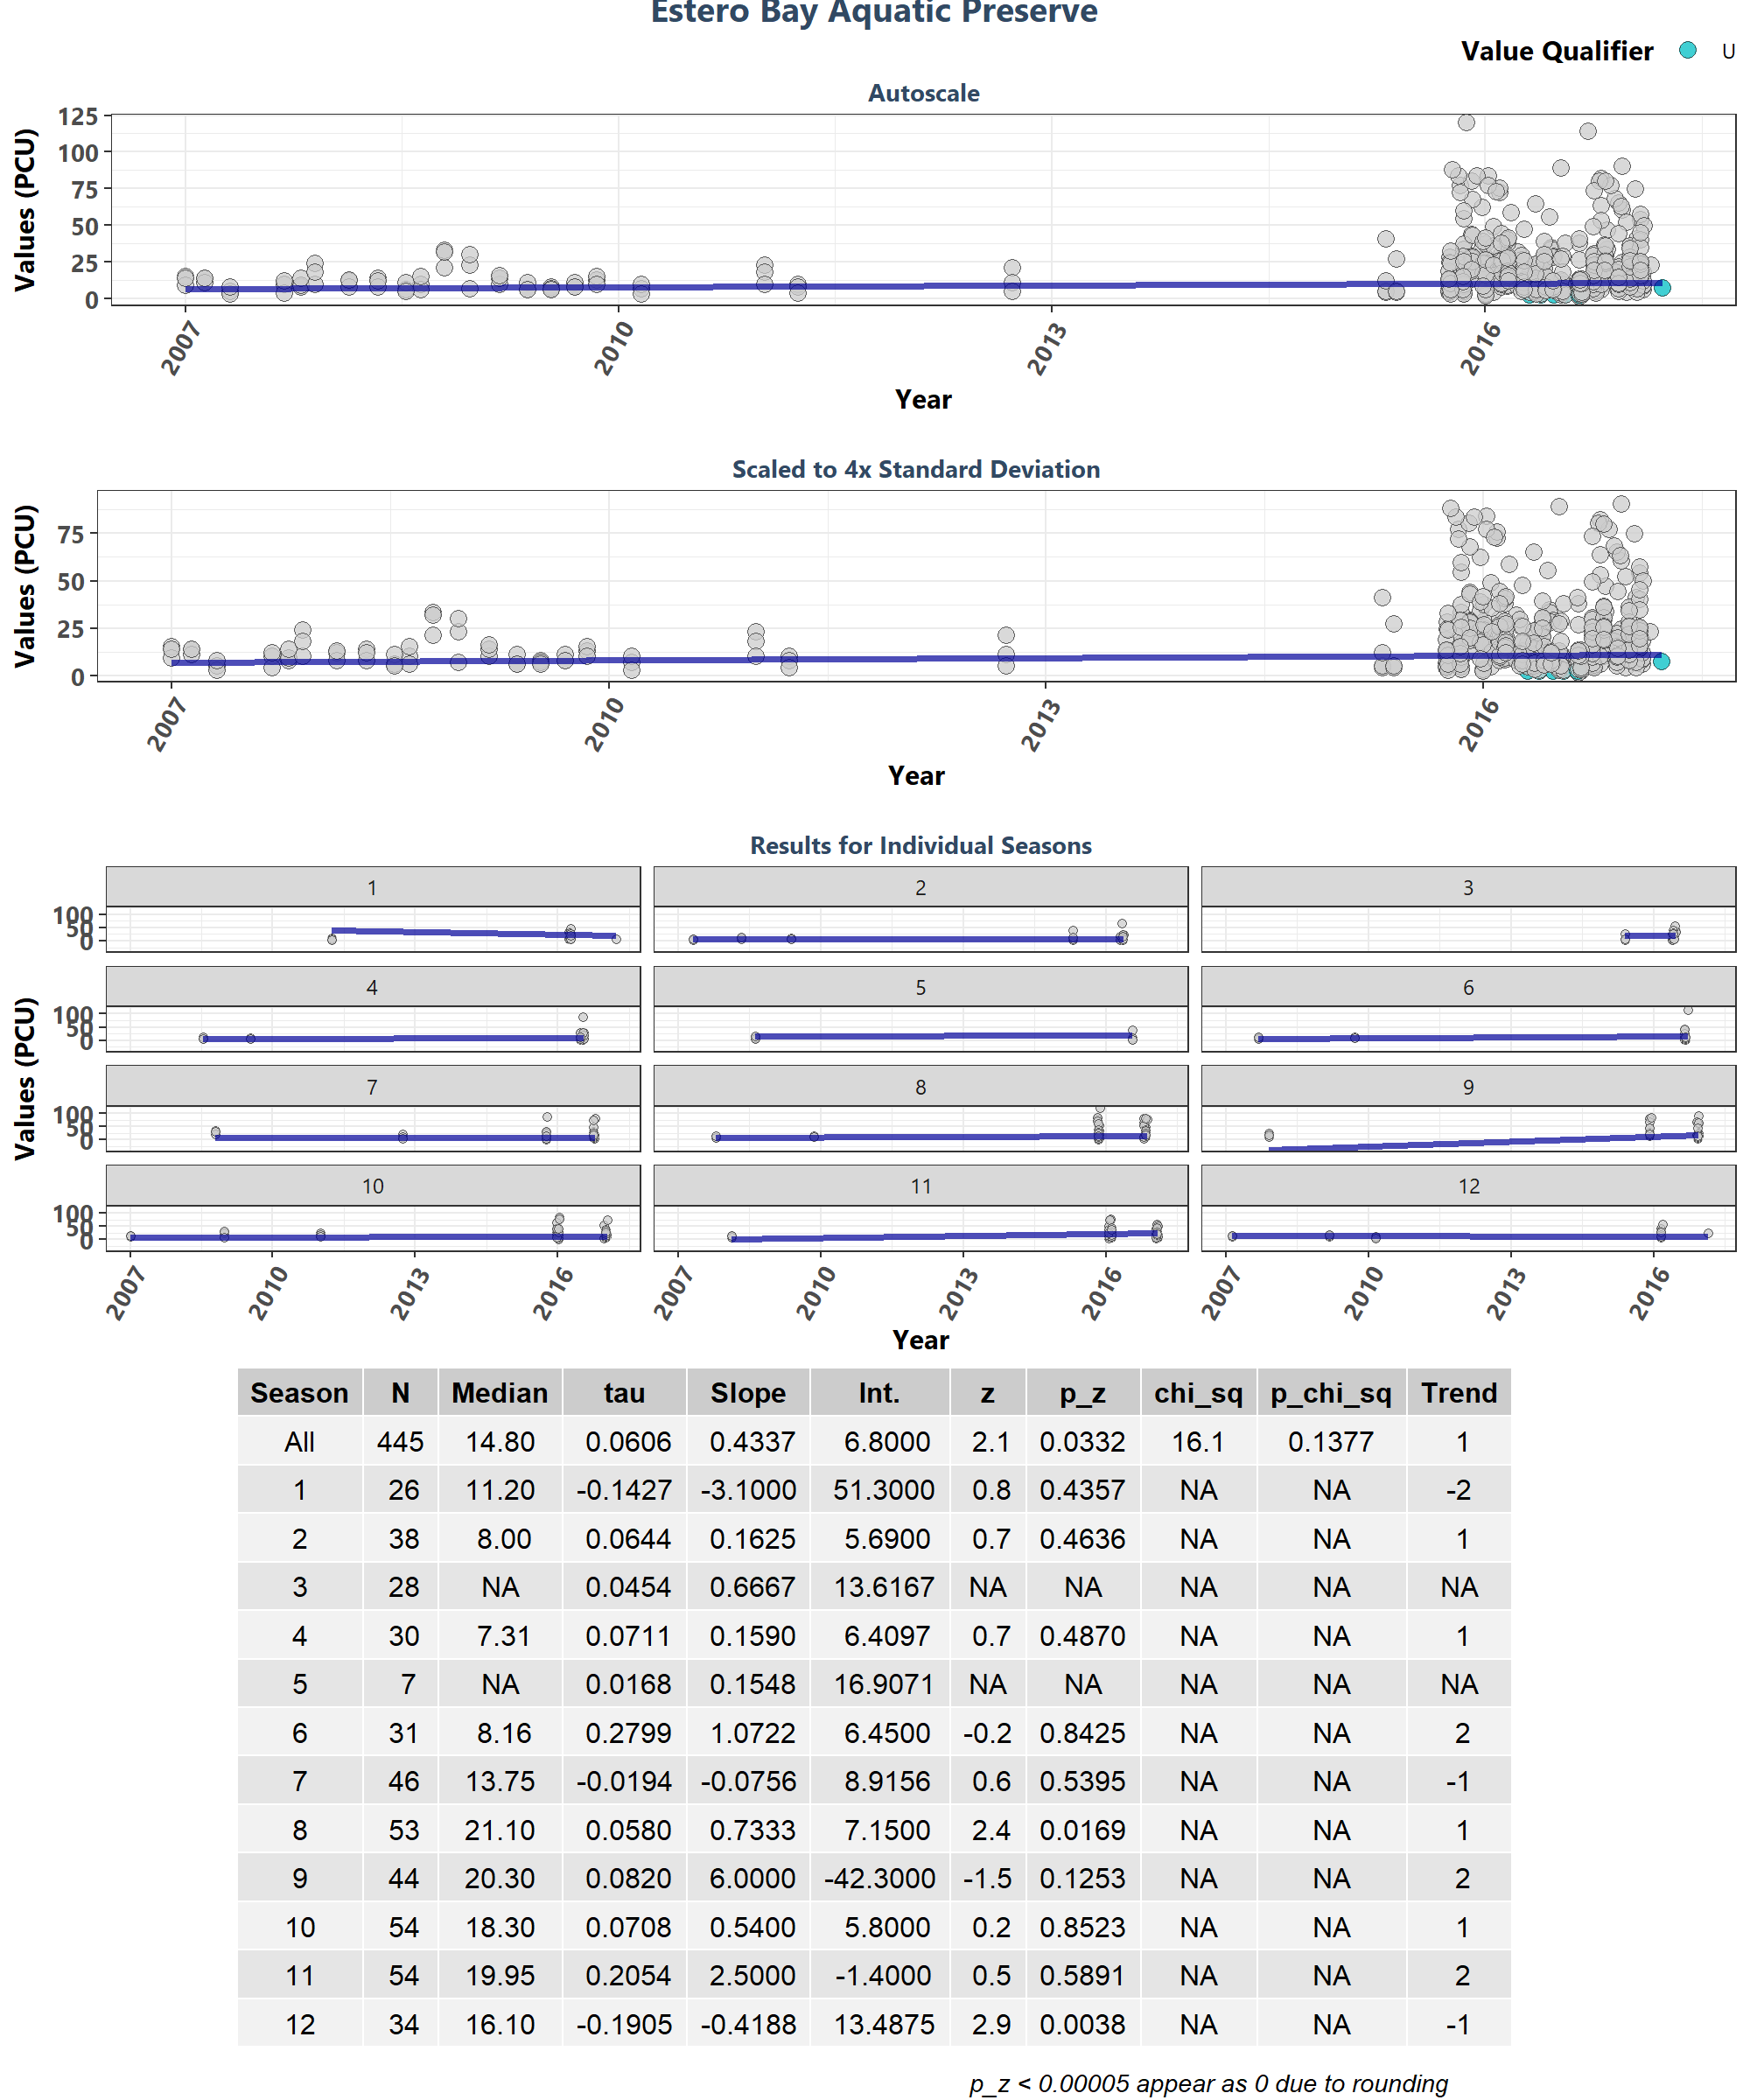 Estero Bay Aquatic Preserve
Value Qualifier U
Autoscale
Values (PCU)
125
100
75
50
25
0
2007 2010 2013 2016
Year
Scaled to 4x Standard Deviation
Values (PCU)
75
50
25
0
2007 2010 2013 2016
Year
Results for Individual Seasons
Values (PCU)
1 2 3
100
50
0
4 5 6
100
50
0
7 8 9
100
50
0
10 11 12
100
50
0
2007 2010 2013 2016 2007 2010 2013 2016 2007 2010 2013 2016
Year
Season N Median tau Slope Int. z p_z chi_sq p_chi_sq Trend
All 445 14.80 0.0606 0.4337 6.8000 2.1 0.0332 16.1 0.1377 1
1 26 11.20 -0.1427 -3.1000 51.3000 0.8 0.4357 NA NA -2
2 38 8.00 0.0644 0.1625 5.6900 0.7 0.4636 NA NA 1
3 28 NA 0.0454 0.6667 13.6167 NA NA NA NA NA
4 30 7.31 0.0711 0.1590 6.4097 0.7 0.4870 NA NA 1
5 7 NA 0.0168 0.1548 16.9071 NA NA NA NA NA
6 31 8.16 0.2799 1.0722 6.4500 -0.2 0.8425 NA NA 2
7 46 13.75 -0.0194 -0.0756 8.9156 0.6 0.5395 NA NA -1
8 53 21.10 0.0580 0.7333 7.1500 2.4 0.0169 NA NA 1
9 44 20.30 0.0820 6.0000 -42.3000 -1.5 0.1253 NA NA 2
10 54 18.30 0.0708 0.5400 5.8000 0.2 0.8523 NA NA 1
11 54 19.95 0.2054 2.5000 -1.4000 0.5 0.5891 NA NA 2
12 34 16.10 -0.1905 -0.4188 13.4875 2.9 0.0038 NA NA -1
p_z < 0.00005 appear as 0 due to rounding